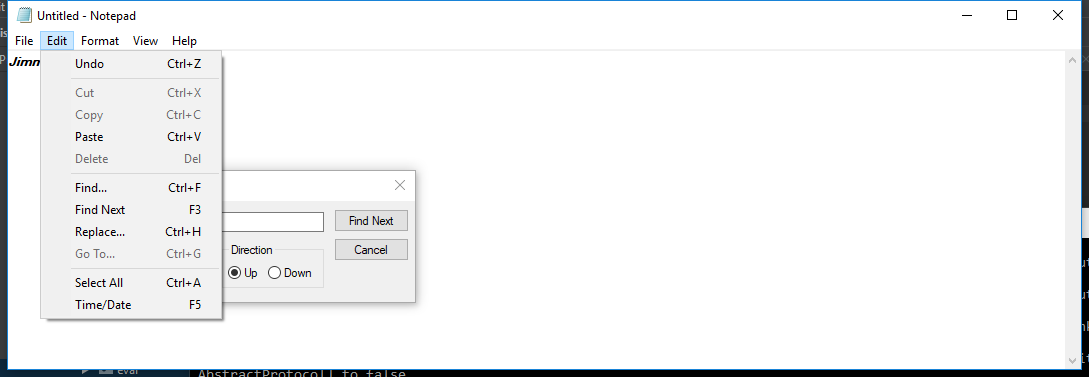 Untitled - Notepad
File Edit Format View Help
Undo Ctrl+Z
Cut Ctrl+X
Copy Ctrl+C
Paste Ctrl+V
Delete Del
Find... Ctrl+F
Find Next F3
Replace... Ctrl+H
Go To... Ctrl+G
Select All Ctrl+A
Time/Date F5
Find Next
Cancel
Direction
Up Down
eval
AbstractProtocol] to false